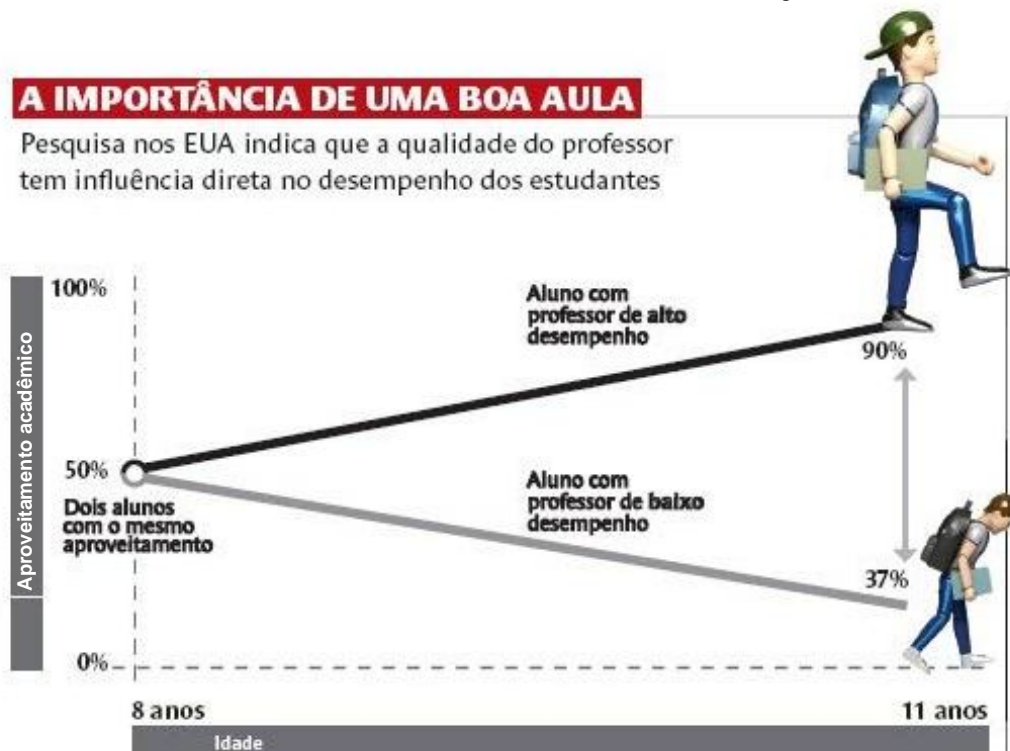 A IMPORTÂNCIA DE UMA BOA AULA
Pesquisa nos EUA indica que a qualidade do professor
tem influência direta no desempenho dos estudantes
Aproveitamento acadêmico
100%
50%
0%
Dois alunos
com o mesmo
aproveitamento
Aluno com
professor de alto
desempenho
90%
Aluno com
professor de baixo
desempenho
37%
8 anos
11 anos
Idade